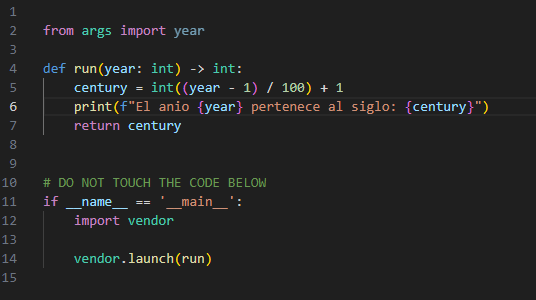 1
2 from args import year
3
4 def run(year: int) -> int:
5     century = int((year - 1) / 100) + 1
6     print(f"El anio {year} pertenece al siglo: {century}")
7     return century
8
9
10 # DO NOT TOUCH THE CODE BELOW
11 if __name__ == '__main__':
12     import vendor
13
14     vendor.launch(run)
15